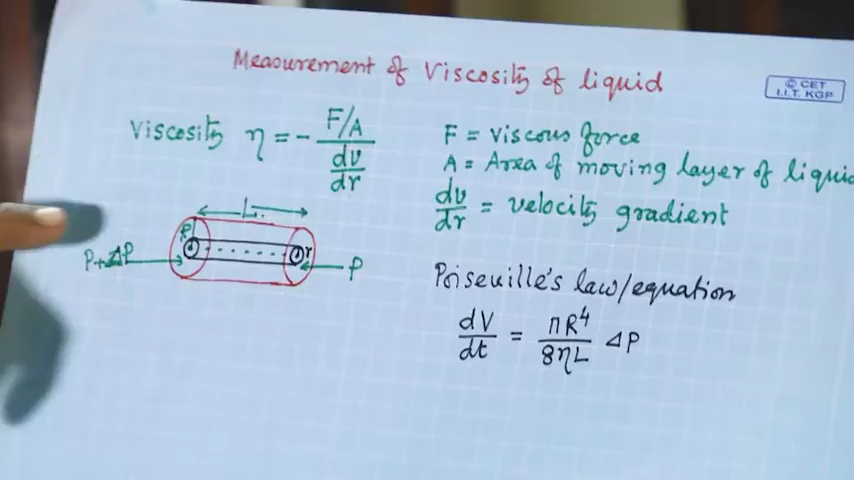 Measurement of Viscosity of liquid
© CET
I.I.T. KGP
Viscosity η = - F/A / dv/dr
F = viscous force
A = Area of moving layer of liquid
dv/dr = velocity gradient
L
R
r
P+ΔP
P
Poiseuille's law/equation
dV/dt = πR⁴/8ηL ΔP